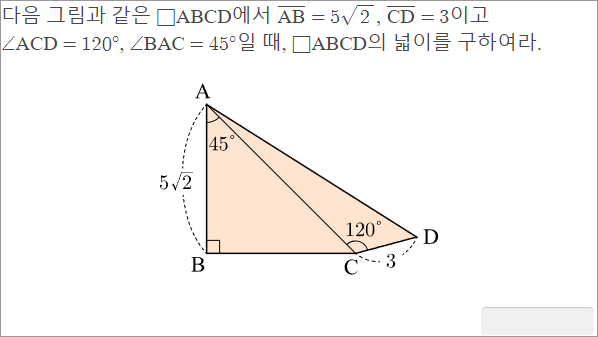 다음 그림과 같은 □ABCD에서 \overline{AB} = 5√2 , \overline{CD} = 3이고
∠ACD = 120°, ∠BAC = 45°일 때, □ABCD의 넓이를 구하여라.
A
45°
5√2
120°
D
B
C
3